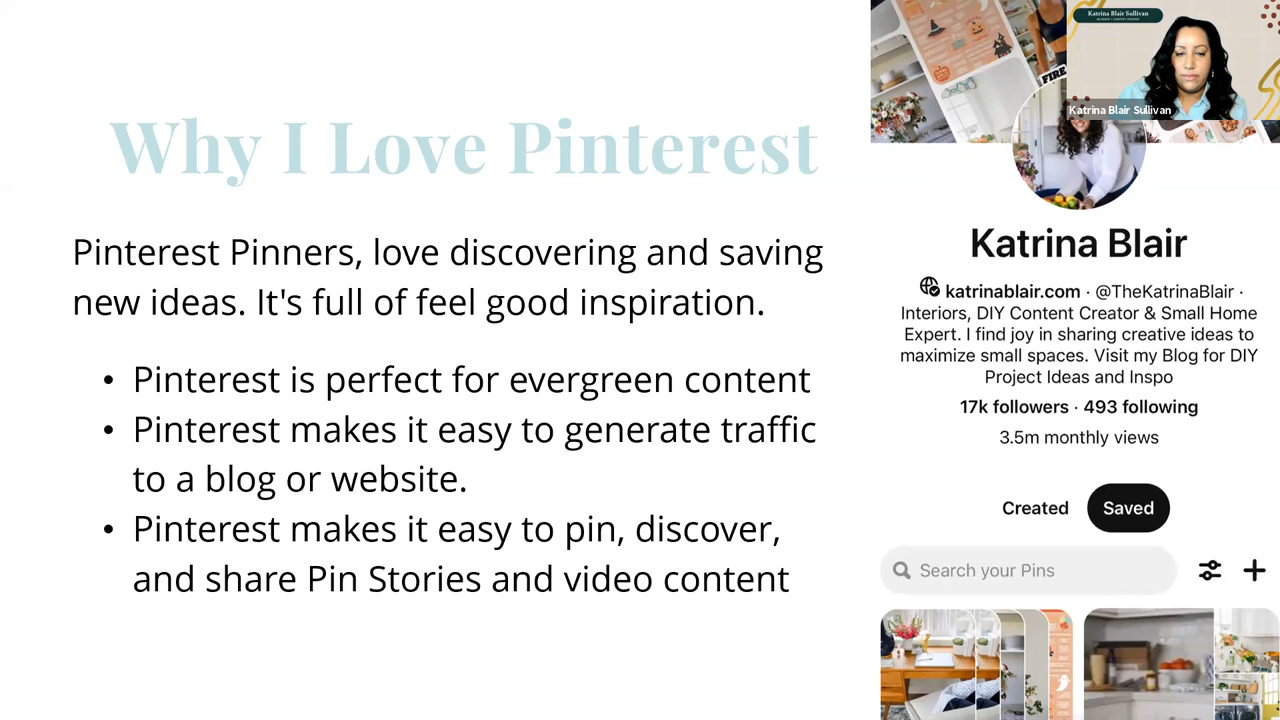 Why I Love Pinterest
Pinterest Pinners, love discovering and saving
new ideas. It's full of feel good inspiration.
• Pinterest is perfect for evergreen content
• Pinterest makes it easy to generate traffic
to a blog or website.
• Pinterest makes it easy to pin, discover,
and share Pin Stories and video content
Katrina Blair Sullivan
Katrina Blair Sullivan
FIRE
Katrina Blair
katrinablair.com · @TheKatrinaBlair ·
Interiors, DIY Content Creator & Small Home
Expert. I find joy in sharing creative ideas to
maximize small spaces. Visit my Blog for DIY
Project Ideas and Inspo
17k followers · 493 following
3.5m monthly views
Created
Saved
Search your Pins